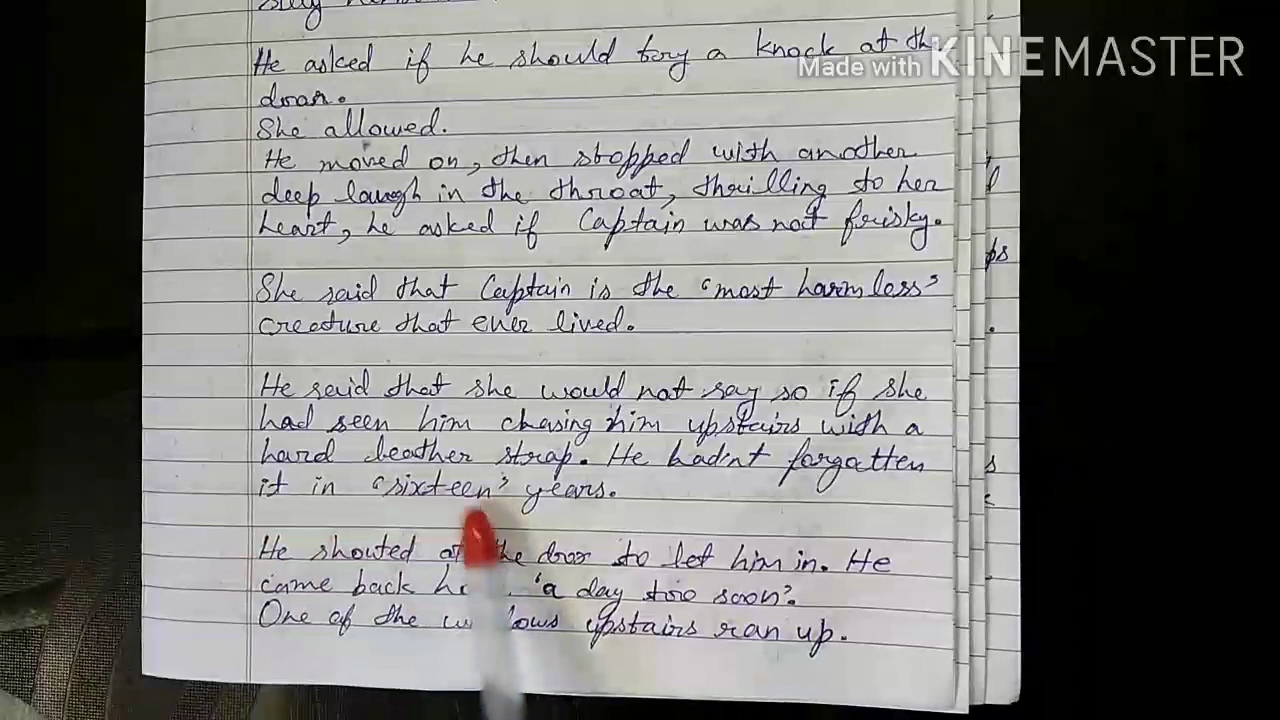 He asked if he should try a knock at th
door.
Made with KINEMASTER
She allowed.
He moved on, then stopped with another
deep laugh in the throat, thrilling to her
heart, he asked if Captain was not frisky.
She said that Captain is the 'most harmless'
creature that ever lived.
He said that she would not say so if she
had seen him chasing him upstairs with a
hard leather strap. He hadn't forgotten
it in 'sixteen' years.
He shouted at the door to let him in. He
came back 'a day too soon'.
One of the upstairs ran up.